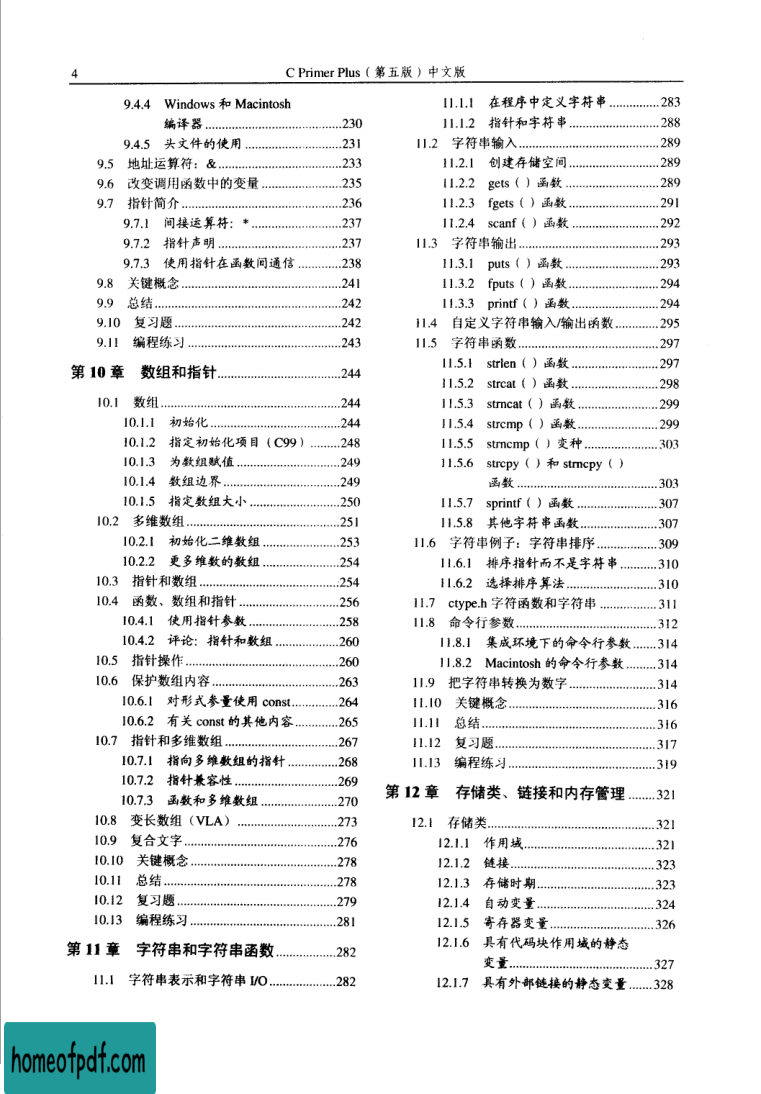 4
C Primer Plus（第五版）中文版
9.4.4 Windows 和 Macintosh
编译器......230
9.4.5 头文件的使用......231
9.5 地址运算符：&......233
9.6 改变调用函数中的变量......235
9.7 指针简介......236
9.7.1 间接运算符：*......237
9.7.2 指针声明......237
9.7.3 使用指针在函数间通信......238
9.8 关键概念......241
9.9 总结......242
9.10 复习题......242
9.11 编程练习......243
第 10 章 数组和指针......244
10.1 数组......244
10.1.1 初始化......244
10.1.2 指定初始化项目（C99）......248
10.1.3 为数组赋值......249
10.1.4 数组边界......249
10.1.5 指定数组大小......250
10.2 多维数组......251
10.2.1 初始化二维数组......253
10.2.2 更多维数的数组......254
10.3 指针和数组......254
10.4 函数、数组和指针......256
10.4.1 使用指针参数......258
10.4.2 评论：指针和数组......260
10.5 指针操作......260
10.6 保护数组内容......263
10.6.1 对形式参量使用 const......264
10.6.2 有关 const 的其他内容......265
10.7 指针和多维数组......267
10.7.1 指向多维数组的指针......268
10.7.2 指针兼容性......269
10.7.3 函数和多维数组......270
10.8 变长数组（VLA）......273
10.9 复合文字......276
10.10 关键概念......278
10.11 总结......278
10.12 复习题......279
10.13 编程练习......281
第 11 章 字符串和字符串函数......282
11.1 字符串表示和字符串 I/O......282
11.1.1 在程序中定义字符串......283
11.1.2 指针和字符串......288
11.2 字符串输入......289
11.2.1 创建存储空间......289
11.2.2 gets（）函数......289
11.2.3 fgets（）函数......291
11.2.4 scanf（）函数......292
11.3 字符串输出......293
11.3.1 puts（）函数......293
11.3.2 fputs（）函数......294
11.3.3 printf（）函数......294
11.4 自定义字符串输入/输出函数......295
11.5 字符串函数......297
11.5.1 strlen（）函数......297
11.5.2 strcat（）函数......298
11.5.3 strncat（）函数......299
11.5.4 strcmp（）函数......299
11.5.5 strncmp（）变种......303
11.5.6 strcpy（）和 strncpy（）
函数......303
11.5.7 sprintf（）函数......307
11.5.8 其他字符串函数......307
11.6 字符串例子：字符串排序......309
11.6.1 排序指针而不是字符串......310
11.6.2 选择排序算法......310
11.7 ctype.h 字符函数和字符串......311
11.8 命令行参数......312
11.8.1 集成环境下的命令行参数......314
11.8.2 Macintosh 的命令行参数......314
11.9 把字符串转换为数字......314
11.10 关键概念......316
11.11 总结......316
11.12 复习题......317
11.13 编程练习......319
第 12 章 存储类、链接和内存管理......321
12.1 存储类......321
12.1.1 作用域......321
12.1.2 链接......323
12.1.3 存储时期......323
12.1.4 自动变量......324
12.1.5 寄存器变量......326
12.1.6 具有代码块作用域的静态
变量......327
12.1.7 具有外部链接的静态变量......328
homeofpdf.com